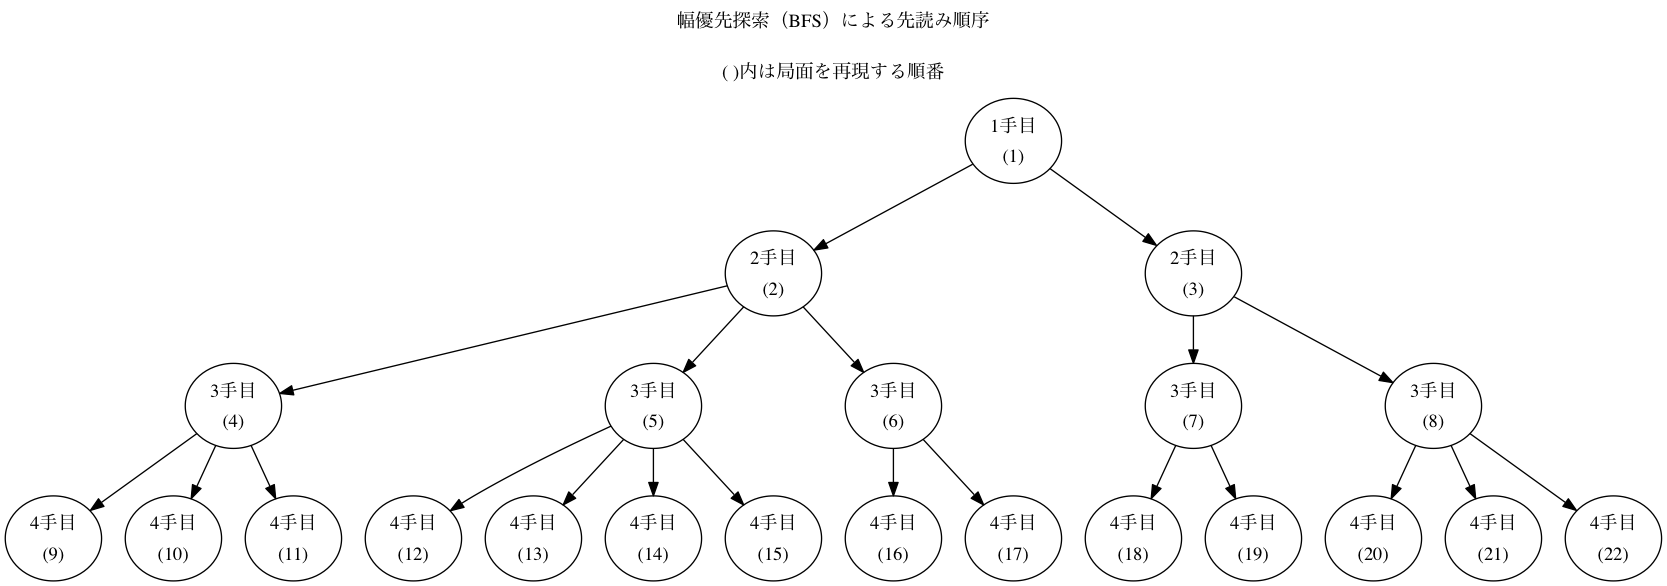 幅優先探索（BFS）による先読み順序
( )内は局面を再現する順番
1手目
(1)
2手目
(2)
2手目
(3)
3手目
(4)
3手目
(5)
3手目
(6)
3手目
(7)
3手目
(8)
4手目
(9)
4手目
(10)
4手目
(11)
4手目
(12)
4手目
(13)
4手目
(14)
4手目
(15)
4手目
(16)
4手目
(17)
4手目
(18)
4手目
(19)
4手目
(20)
4手目
(21)
4手目
(22)